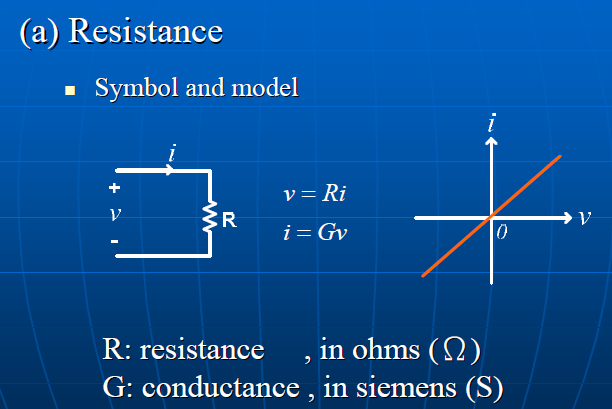 (a) Resistance
Symbol and model
i
+
v
-
R
v = Ri
i = Gv
i
v
0
R: resistance , in ohms (Ω)
G: conductance , in siemens (S)